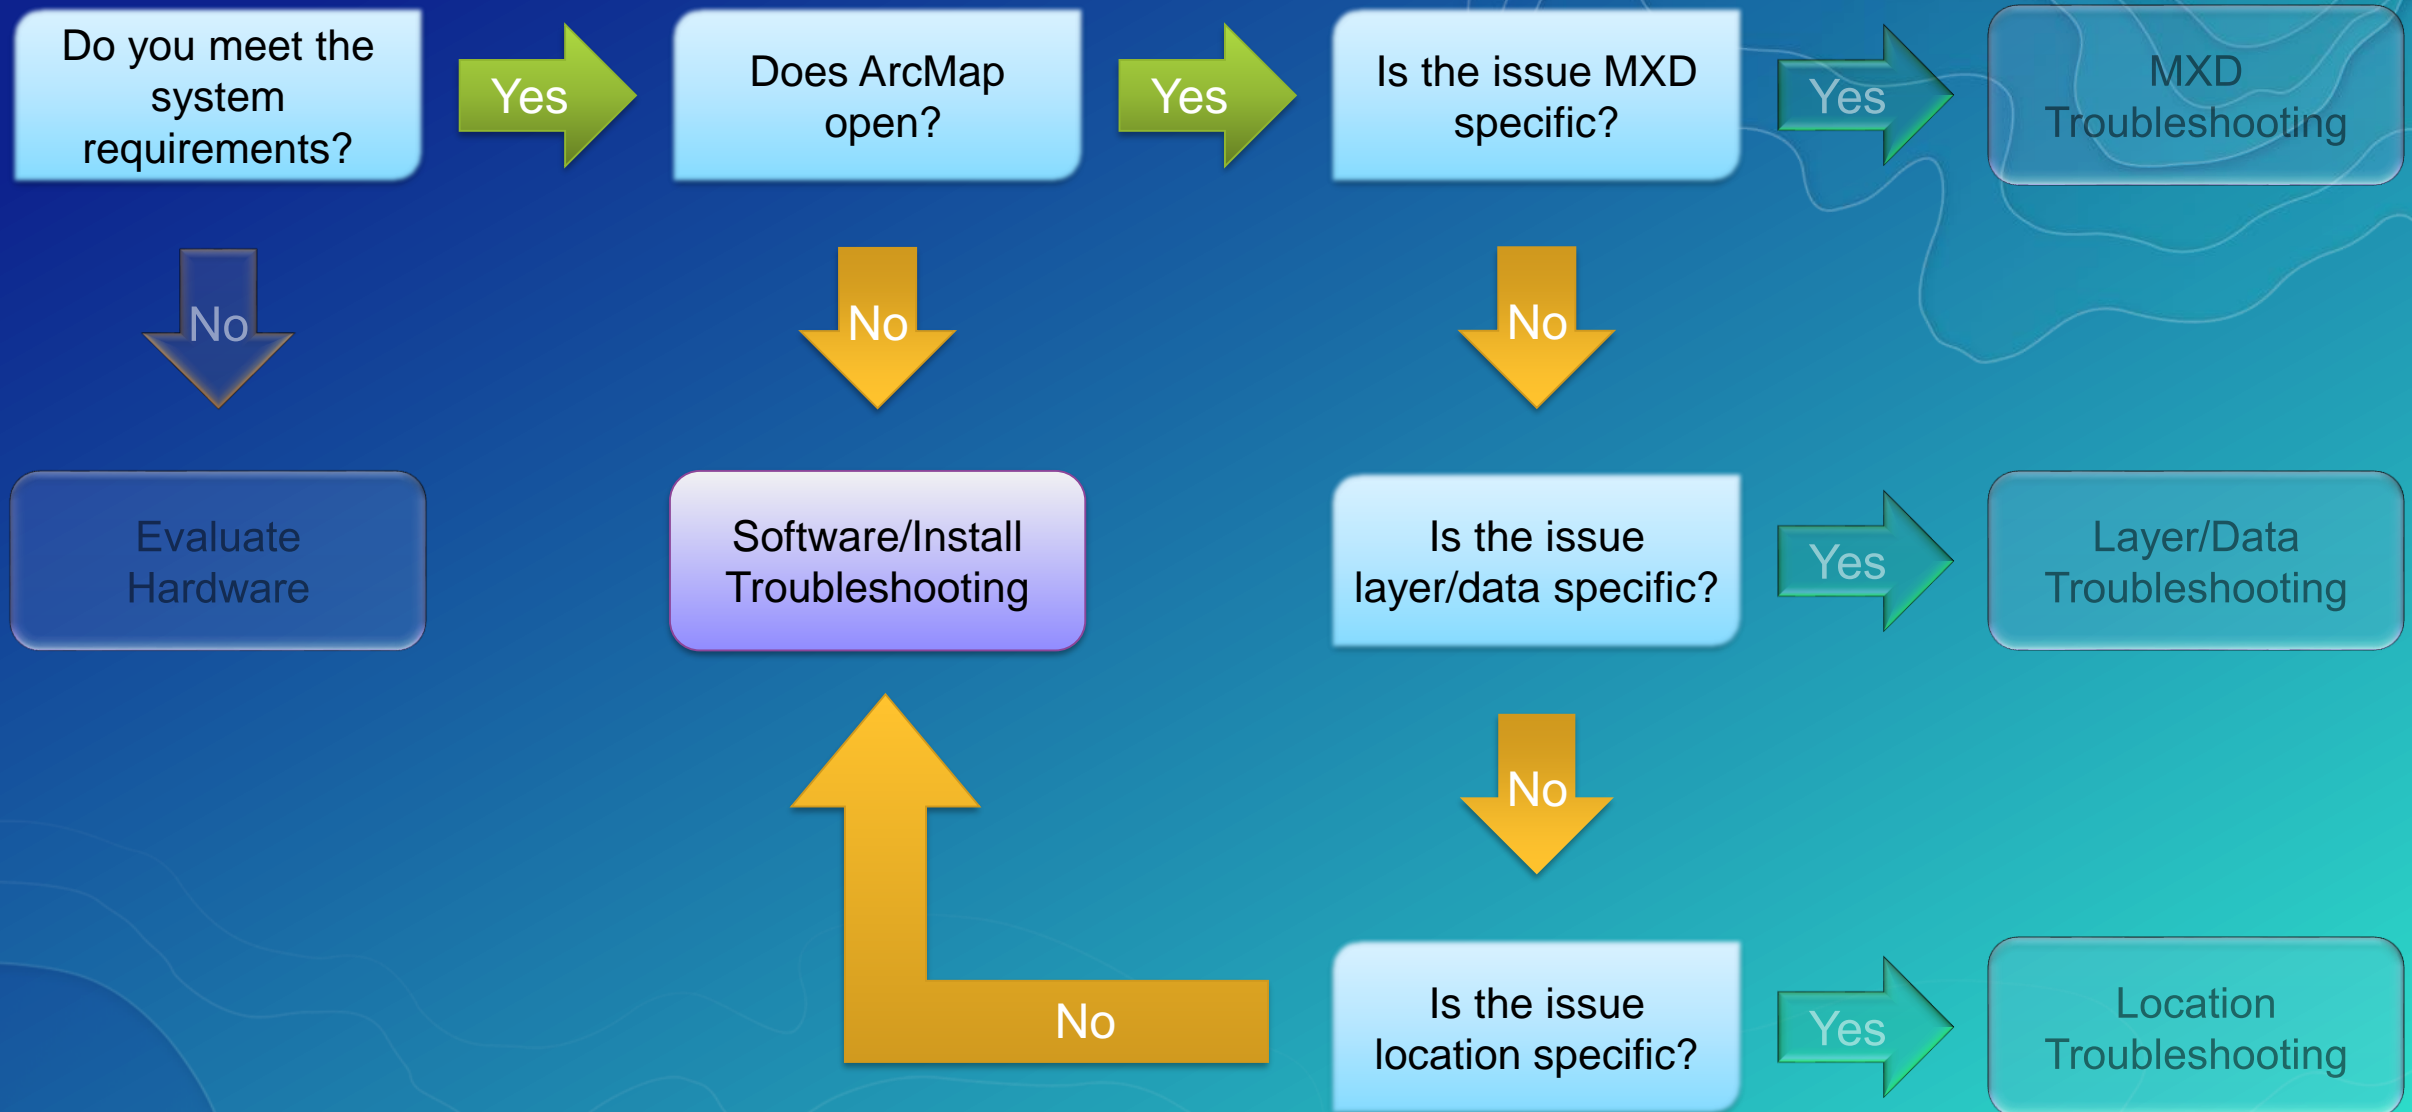 Do you meet the
system
requirements?
Yes
Does ArcMap
open?
Yes
Is the issue MXD
specific?
Yes
MXD
Troubleshooting
No
No
No
Evaluate
Hardware
Software/Install
Troubleshooting
Is the issue
layer/data specific?
Yes
Layer/Data
Troubleshooting
No
No
Is the issue
location specific?
Yes
Location
Troubleshooting